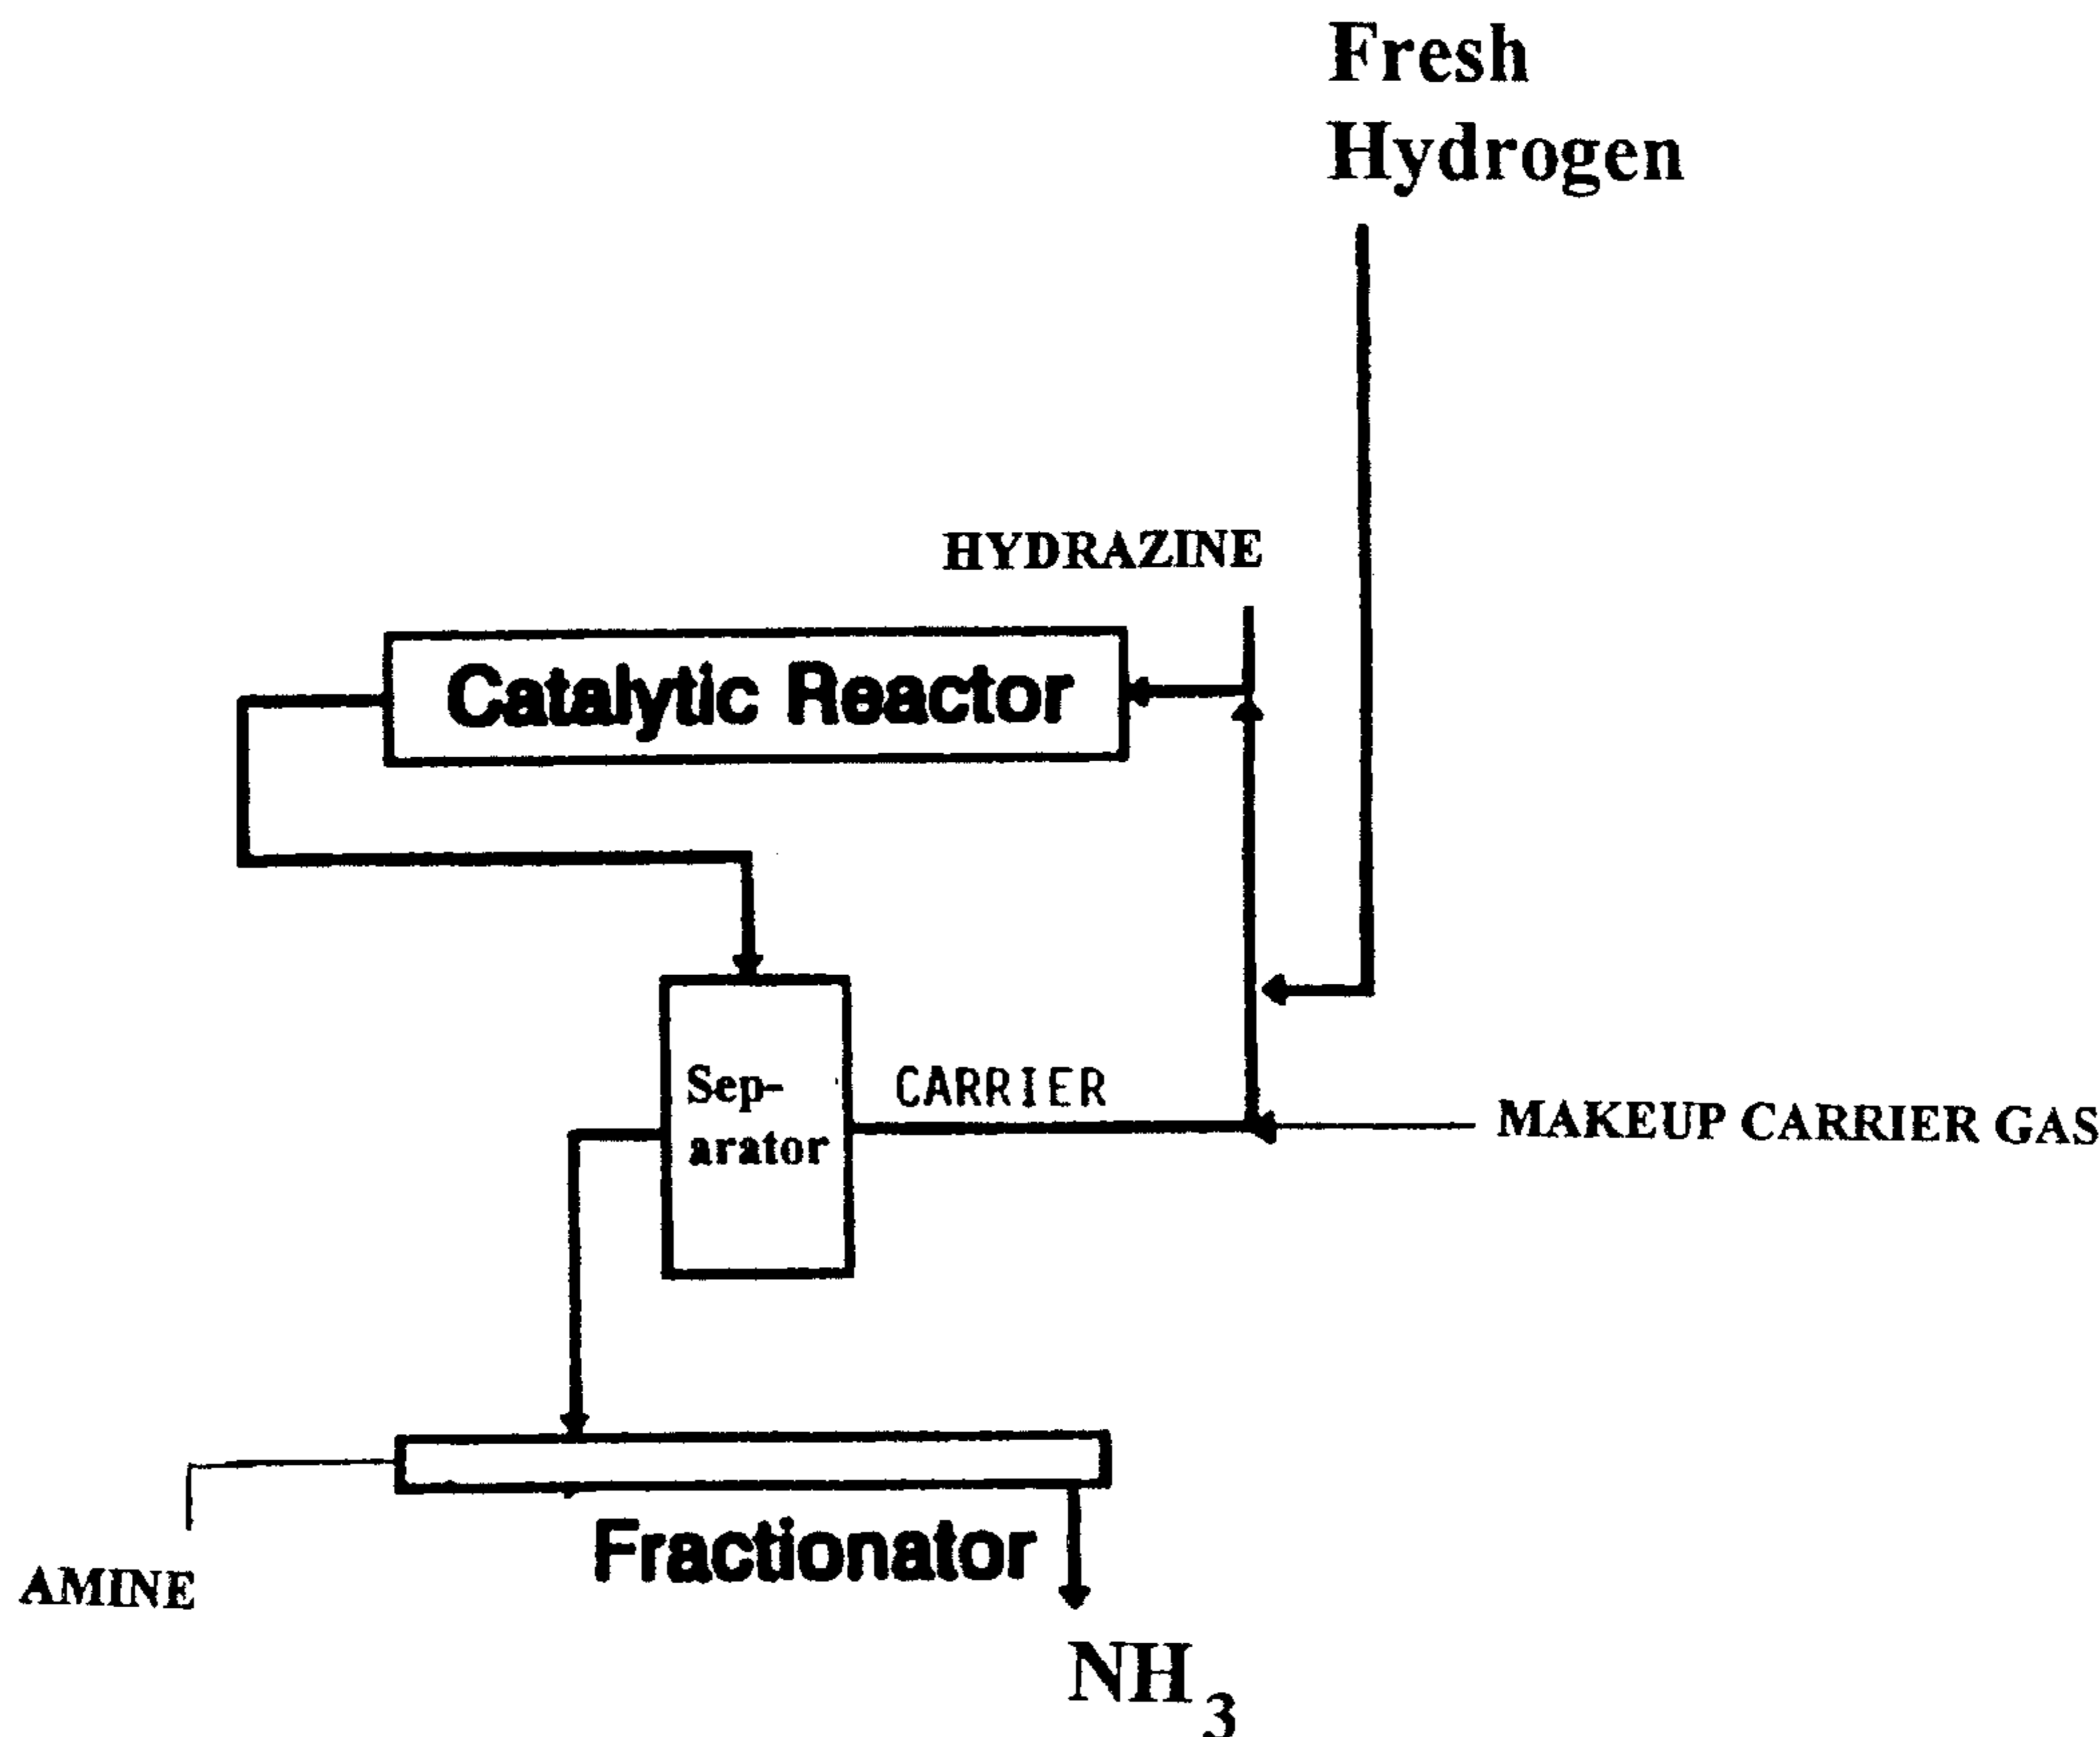 Fresh
Hydrogen
HYDRAZINE
Catalytic Reactor
Sep-
arator
CARRIER
MAKEUP CARRIER GAS
Fractionator
AMINE
NH3